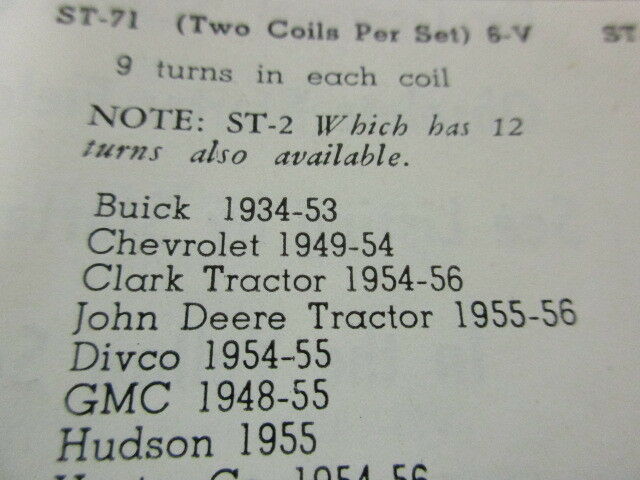 ST-71 (Two Coils Per Set) 6-V ST
9 turns in each coil
NOTE: ST-2 Which has 12
turns also available.
Buick 1934-53
Chevrolet 1949-54
Clark Tractor 1954-56
John Deere Tractor 1955-56
Divco 1954-55
GMC 1948-55
Hudson 1955
1954-56